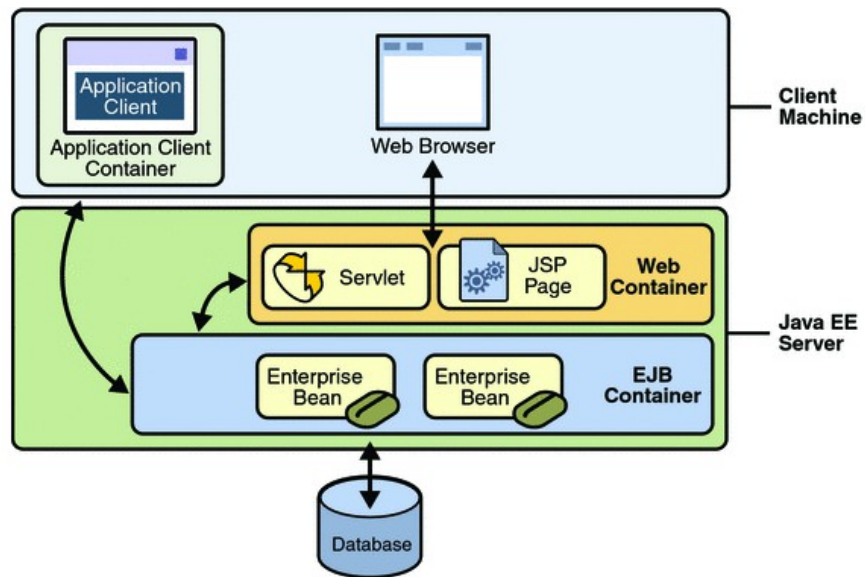 Application
Client
Application Client
Container
Web Browser
Client
Machine
Servlet
JSP
Page
Web
Container
Java EE
Server
Enterprise
Bean
Enterprise
Bean
EJB
Container
Database